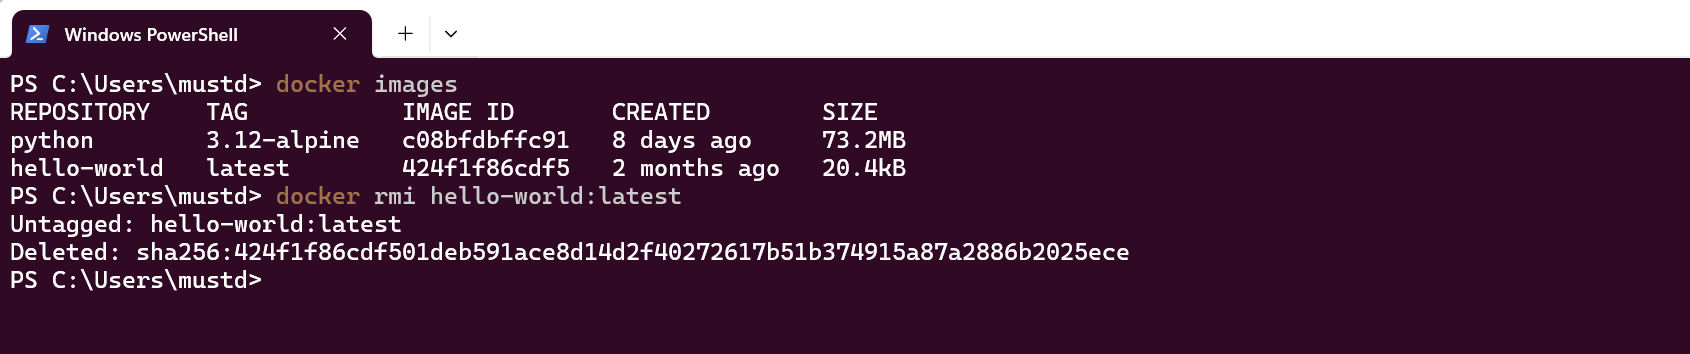 Windows PowerShell
PS C:\Users\mustd> docker images
REPOSITORY    TAG           IMAGE ID       CREATED        SIZE
python        3.12-alpine   c08bfdbffc91   8 days ago     73.2MB
hello-world   latest        424f1f86cdf5   2 months ago   20.4kB
PS C:\Users\mustd> docker rmi hello-world:latest
Untagged: hello-world:latest
Deleted: sha256:424f1f86cdf501deb591ace8d14d2f40272617b51b374915a87a2886b2025ece
PS C:\Users\mustd>